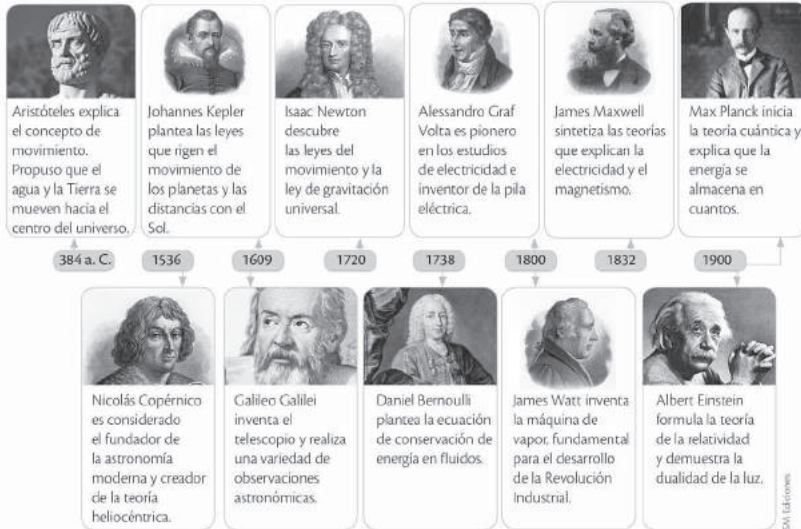 Aristóteles explica
el concepto de
movimiento.
Propuso que el
agua y la Tierra se
mueven hacia el
centro del universo.
Johannes Kepler
plantea las leyes
que rigen el
movimiento de
los planetas y las
distancias con el
Sol.
Isaac Newton
descubre
las leyes del
movimiento y la
ley de gravitación
universal.
Alessandro Graf
Volta es pionero
en los estudios
de electricidad e
inventor de la pila
eléctrica.
James Maxwell
sintetiza las teorías
que explican la
electricidad y el
magnetismo.
Max Planck inicia
la teoría cuántica y
explica que la
energía se
almacena en
cuantos.
384 a. C.
1536
1609
1720
1738
1800
1832
1900
Nicolás Copérnico
es considerado
el fundador de
la astronomía
moderna y creador
de la teoría
heliocéntrica.
Galileo Galilei
inventa el
telescopio y realiza
una variedad de
observaciones
astronómicas.
Daniel Bernoulli
plantea la ecuación
de conservación de
energía en fluidos.
James Watt inventa
la máquina de
vapor, fundamental
para el desarrollo
de la Revolución
Industrial.
Albert Einstein
formula la teoría
de la relatividad
y demuestra la
dualidad de la luz.
Ediciones